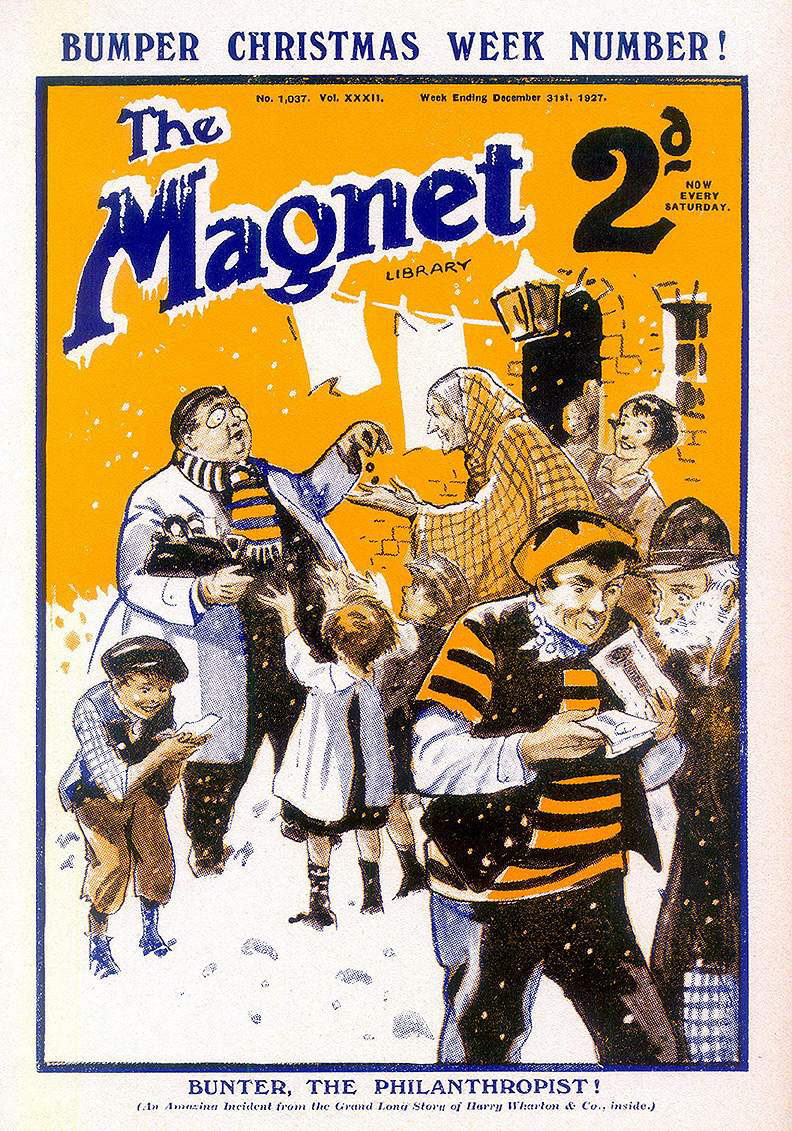 BUMPER CHRISTMAS WEEK NUMBER!
No. 1,037. Vol. XXXII. Week Ending December 31st, 1927.
The
Magnet
LIBRARY
2d
NOW
EVERY
SATURDAY.
BUNTER, THE PHILANTHROPIST!
(An Amazing Incident from the Grand Long Story of Harry Wharton & Co., inside.)